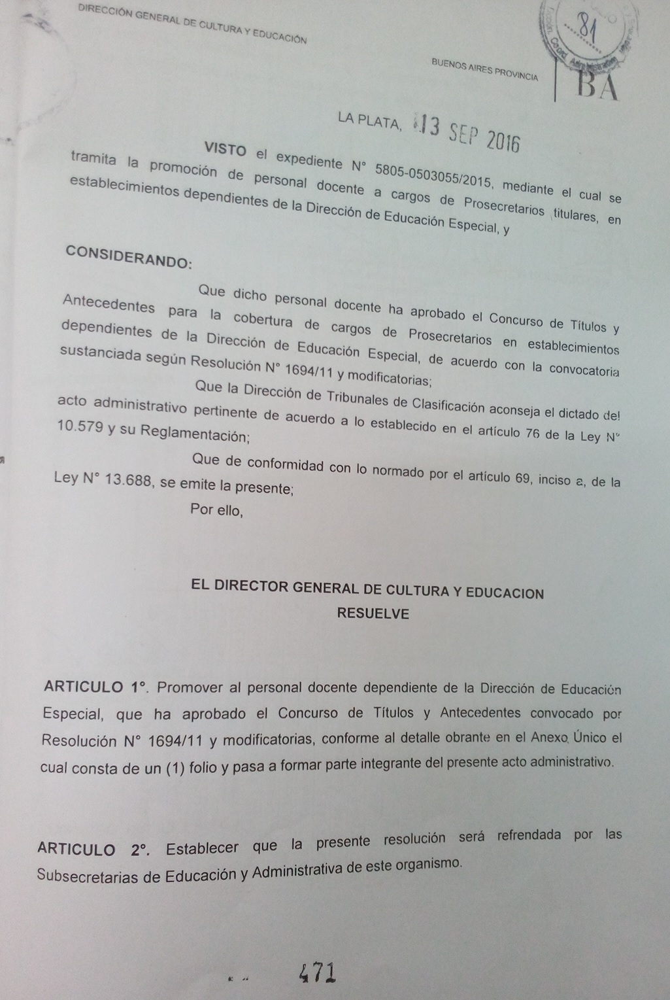 DIRECCIÓN GENERAL DE CULTURA Y EDUCACIÓN
81
Coord. Administrativa
BUENOS AIRES PROVINCIA
BA
LA PLATA, 13 SEP 2016
VISTO el expediente N° 5805-0503055/2015, mediante el cual se
tramita la promoción de personal docente a cargos de Prosecretarios titulares, en
establecimientos dependientes de la Dirección de Educación Especial, y
CONSIDERANDO:
Que dicho personal docente ha aprobado el Concurso de Títulos y
Antecedentes para la cobertura de cargos de Prosecretarios en establecimientos
dependientes de la Dirección de Educación Especial, de acuerdo con la convocatoria
sustanciada según Resolución N° 1694/11 y modificatorias;
Que la Dirección de Tribunales de Clasificación aconseja el dictado del
acto administrativo pertinente de acuerdo a lo establecido en el artículo 76 de la Ley N°
10.579 y su Reglamentación;
Que de conformidad con lo normado por el artículo 69, inciso a, de la
Ley N° 13.688, se emite la presente;
Por ello,
EL DIRECTOR GENERAL DE CULTURA Y EDUCACION
RESUELVE
ARTICULO 1º. Promover al personal docente dependiente de la Dirección de Educación
Especial, que ha aprobado el Concurso de Títulos y Antecedentes convocado por
Resolución N° 1694/11 y modificatorias, conforme al detalle obrante en el Anexo Único el
cual consta de un (1) folio y pasa a formar parte integrante del presente acto administrativo.
ARTICULO 2º. Establecer que la presente resolución será refrendada por las
Subsecretarias de Educación y Administrativa de este organismo.
471